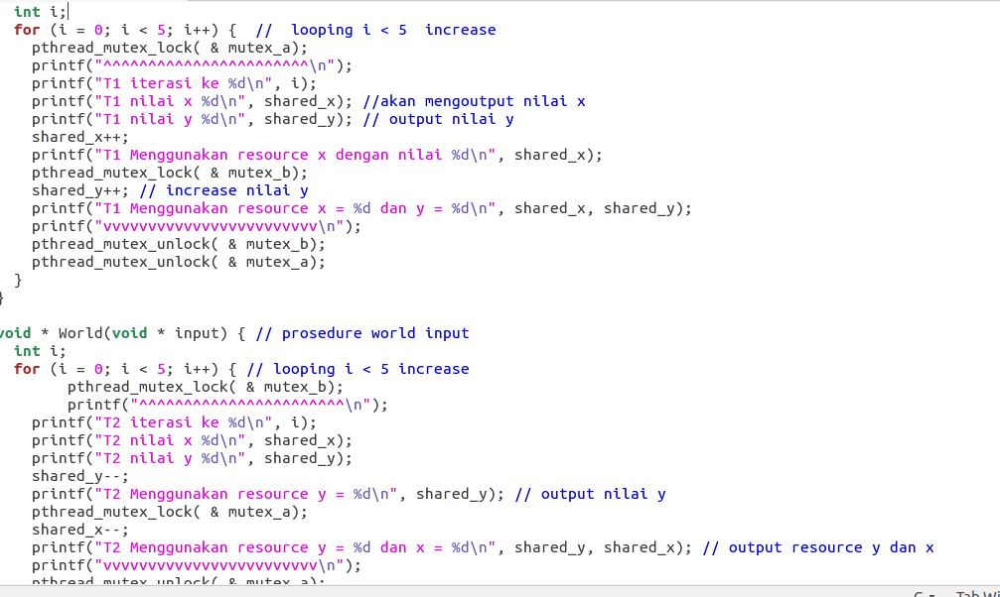 int i;
for (i = 0; i < 5; i++) {  //  looping i < 5  increase
pthread_mutex_lock( & mutex_a);
printf("^^^^^^^^^^^^^^^^^^^^^^^\n");
printf("T1 iterasi ke %d\n", i);
printf("T1 nilai x %d\n", shared_x); //akan mengoutput nilai x
printf("T1 nilai y %d\n", shared_y); // output nilai y
shared_x++;
printf("T1 Menggunakan resource x dengan nilai %d\n", shared_x);
pthread_mutex_lock( & mutex_b);
shared_y++; // increase nilai y
printf("T1 Menggunakan resource x = %d dan y = %d\n", shared_x, shared_y);
printf("vvvvvvvvvvvvvvvvvvvvvvvv\n");
pthread_mutex_unlock( & mutex_b);
pthread_mutex_unlock( & mutex_a);
}
}
void * World(void * input) { // prosedure world input
int i;
for (i = 0; i < 5; i++) { // looping i < 5 increase
pthread_mutex_lock( & mutex_b);
printf("^^^^^^^^^^^^^^^^^^^^^^^\n");
printf("T2 iterasi ke %d\n", i);
printf("T2 nilai x %d\n", shared_x);
printf("T2 nilai y %d\n", shared_y);
shared_y--;
printf("T2 Menggunakan resource y = %d\n", shared_y); // output nilai y
pthread_mutex_lock( & mutex_a);
shared_x--;
printf("T2 Menggunakan resource y = %d dan x = %d\n", shared_y, shared_x); // output resource y dan x
printf("vvvvvvvvvvvvvvvvvvvvvvvv\n");
pthread_mutex_unlock( & mutex_a);